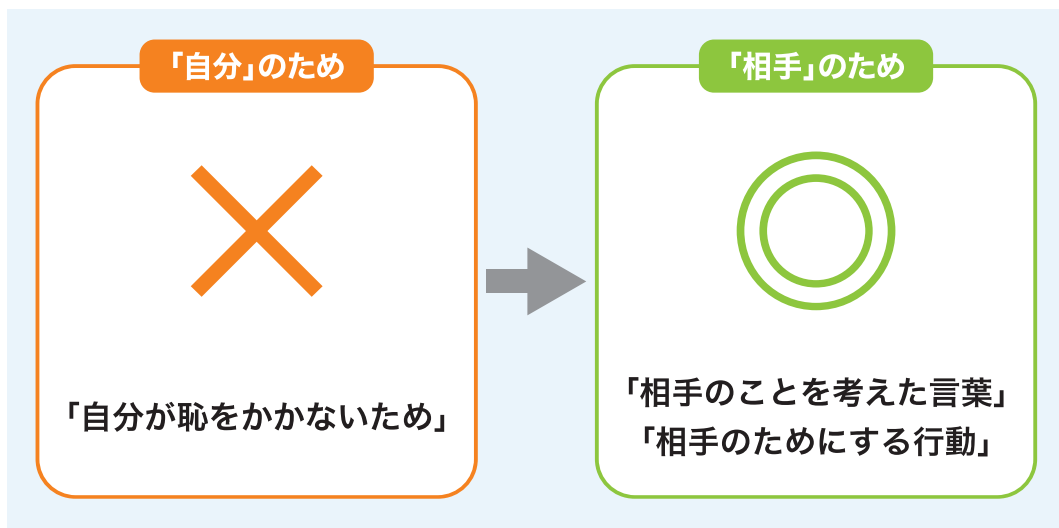 「自分」のため
「自分が恥をかかないため」
「相手」のため
「相手のことを考えた言葉」
「相手のためにする行動」